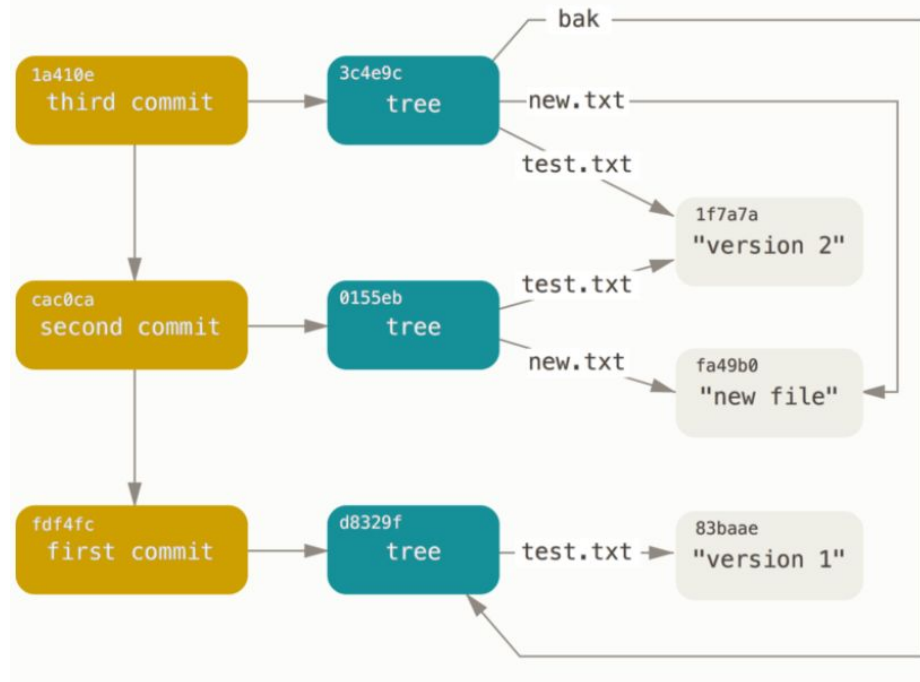 bak
1a410e
third commit
3c4e9c
tree
new.txt
test.txt
1f7a7a
"version 2"
cac0ca
second commit
0155eb
tree
test.txt
new.txt
fa49b0
"new file"
fdf4fc
first commit
d8329f
tree
test.txt
83baae
"version 1"